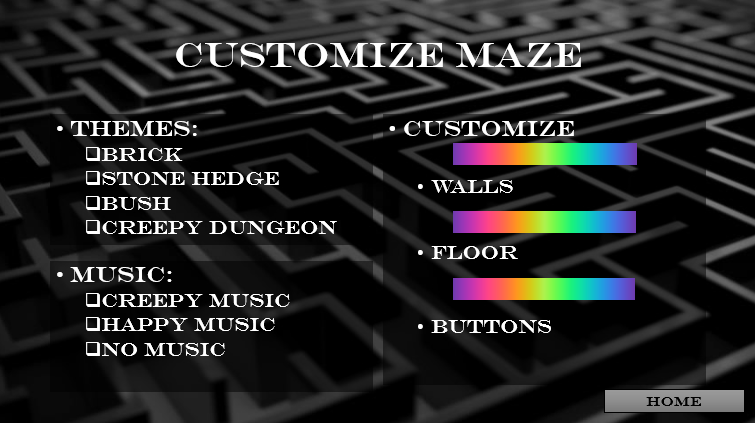 CUSTOMIZE MAZE
• THEMES:
❑BRICK
❑STONE HEDGE
❑BUSH
❑CREEPY DUNGEON
• MUSIC:
❑CREEPY MUSIC
❑HAPPY MUSIC
❑NO MUSIC
• CUSTOMIZE
• WALLS
• FLOOR
• BUTTONS
HOME